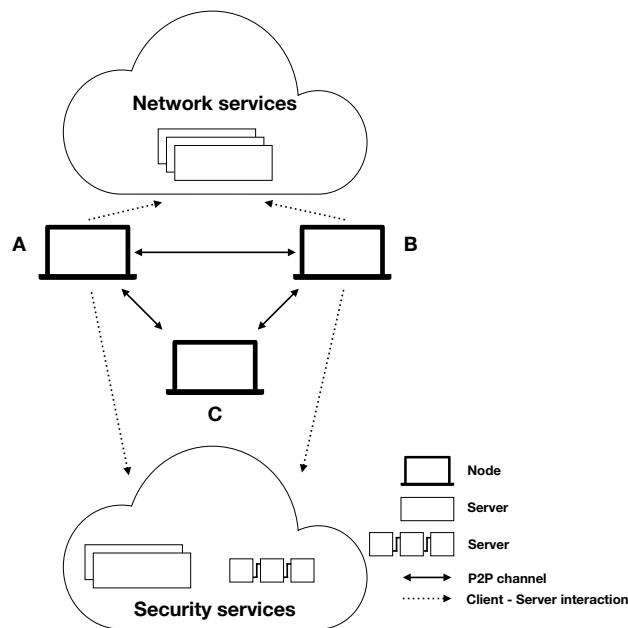 Network services
A
B
C
Node
Server
Server
P2P channel
Client - Server interaction
Security services